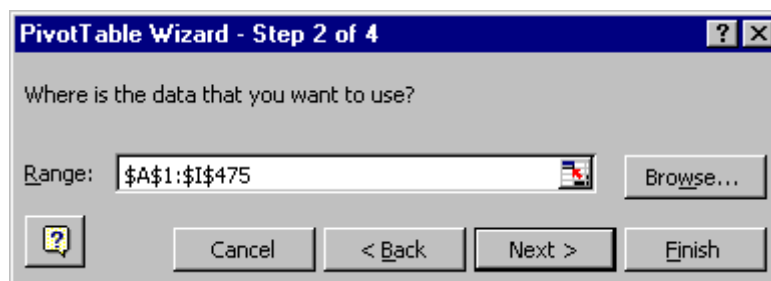 PivotTable Wizard - Step 2 of 4
Where is the data that you want to use?
Range: $A$1:$I$475 Browse...
Cancel < Back Next > Finish